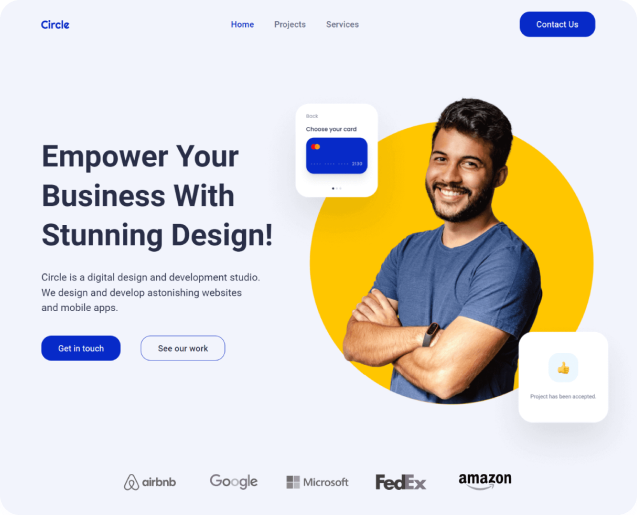 Circle
Home Projects Services
Contact Us
Back
Choose your card
3199
Empower Your
Business With
Stunning Design!
Circle is a digital design and development studio.
We design and develop astonishing websites
and mobile apps.
Get in touch
See our work
Project has been accepted.
airbnb Google Microsoft FedEx amazon